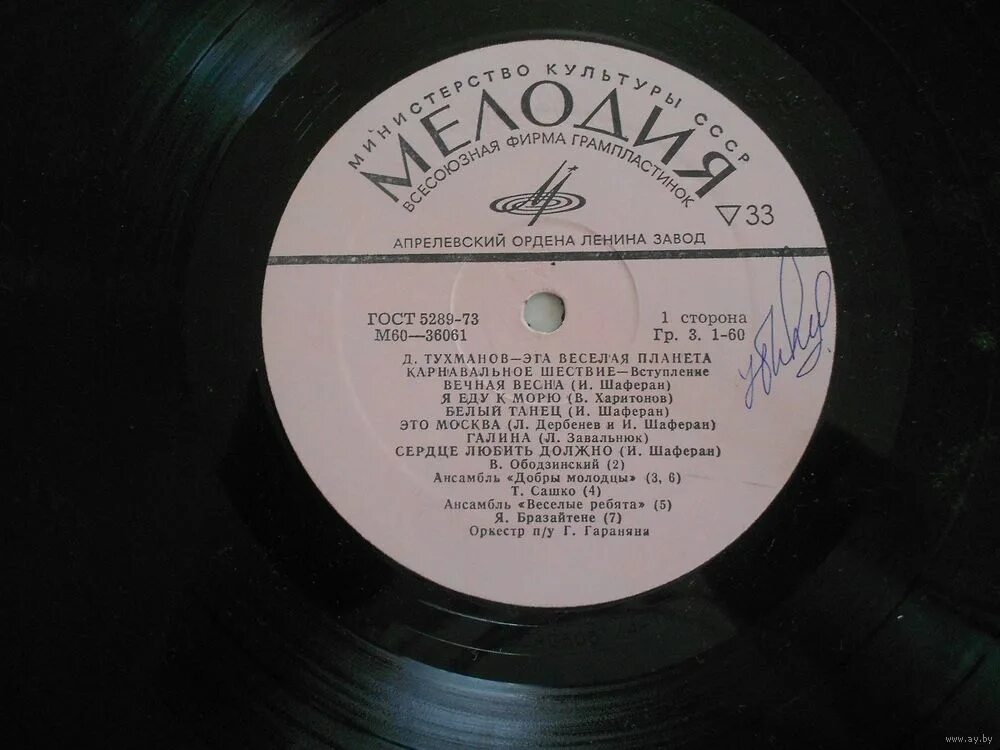 МИНИСТЕРСТВО КУЛЬТУРЫ СССР
МЕЛОДИЯ
ВСЕСОЮЗНАЯ ФИРМА ГРАМПЛАСТИНОК
▽33
АПРЕЛЕВСКИЙ ОРДЕНА ЛЕНИНА ЗАВОД
ГОСТ 5289-73 1 сторона
М60—36061 Гр. 3. 1-60
Д. ТУХМАНОВ—ЭТА ВЕСЕЛАЯ ПЛАНЕТА
КАРНАВАЛЬНОЕ ШЕСТВИЕ—Вступление
ВЕЧНАЯ ВЕСНА (И. Шаферан)
Я ЕДУ К МОРЮ (В. Харитонов)
БЕЛЫЙ ТАНЕЦ (И. Шаферан)
ЭТО МОСКВА (Л. Дербенев и И. Шаферан)
ГАЛИНА (Л. Завальнюк)
СЕРДЦЕ ЛЮБИТЬ ДОЛЖНО (И. Шаферан)
В. Ободзинский (2)
Ансамбль «Добры молодцы» (3, 6)
Т. Сашко (4)
Ансамбль «Веселые ребята» (5)
Я. Бразайтене (7)
Оркестр п/у Г. Гараняна
www.ay.by